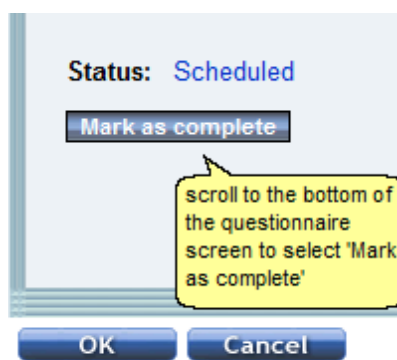 Status: Scheduled
Mark as complete
scroll to the bottom of
the questionnaire
screen to select 'Mark
as complete'
OK Cancel